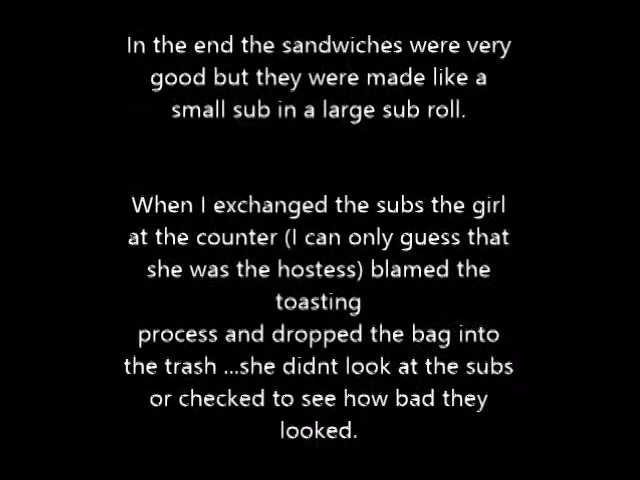 In the end the sandwiches were very
good but they were made like a
small sub in a large sub roll.
When I exchanged the subs the girl
at the counter (I can only guess that
she was the hostess) blamed the
toasting
process and dropped the bag into
the trash ...she didnt look at the subs
or checked to see how bad they
looked.